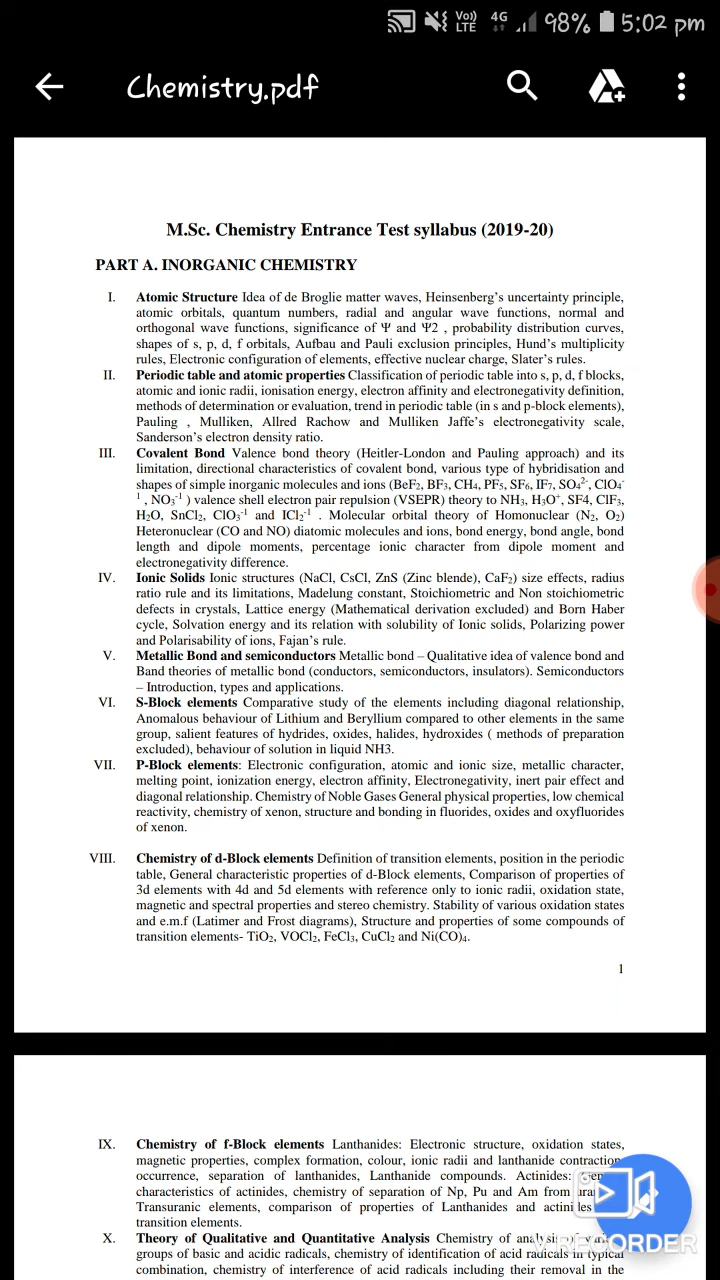 Vo))
LTE
4G
98%
5:02 pm
Chemistry.pdf
M.Sc. Chemistry Entrance Test syllabus (2019-20)
PART A. INORGANIC CHEMISTRY
I. Atomic Structure Idea of de Broglie matter waves, Heinsenberg's uncertainty principle,
atomic orbitals, quantum numbers, radial and angular wave functions, normal and
orthogonal wave functions, significance of Ψ and Ψ2 , probability distribution curves,
shapes of s, p, d, f orbitals, Aufbau and Pauli exclusion principles, Hund's multiplicity
rules, Electronic configuration of elements, effective nuclear charge, Slater's rules.
II. Periodic table and atomic properties Classification of periodic table into s, p, d, f blocks,
atomic and ionic radii, ionisation energy, electron affinity and electronegativity definition,
methods of determination or evaluation, trend in periodic table (in s and p-block elements),
Pauling , Mulliken, Allred Rachow and Mulliken Jaffe's electronegativity scale,
Sanderson's electron density ratio.
III. Covalent Bond Valence bond theory (Heitler-London and Pauling approach) and its
limitation, directional characteristics of covalent bond, various type of hybridisation and
shapes of simple inorganic molecules and ions (BeF₂, BF₃, CH₄, PF₅, SF₆, IF₇, SO₄²⁻, ClO₄⁻
¹ , NO₃⁻¹ ) valence shell electron pair repulsion (VSEPR) theory to NH₃, H₃O⁺, SF4, ClF₃,
H₂O, SnCl₂, ClO₃⁻¹ and ICl₂⁻¹ . Molecular orbital theory of Homonuclear (N₂, O₂)
Heteronuclear (CO and NO) diatomic molecules and ions, bond energy, bond angle, bond
length and dipole moments, percentage ionic character from dipole moment and
electronegativity difference.
IV. Ionic Solids Ionic structures (NaCl, CsCl, ZnS (Zinc blende), CaF₂) size effects, radius
ratio rule and its limitations, Madelung constant, Stoichiometric and Non stoichiometric
defects in crystals, Lattice energy (Mathematical derivation excluded) and Born Haber
cycle, Solvation energy and its relation with solubility of Ionic solids, Polarizing power
and Polarisability of ions, Fajan's rule.
V. Metallic Bond and semiconductors Metallic bond – Qualitative idea of valence bond and
Band theories of metallic bond (conductors, semiconductors, insulators). Semiconductors
– Introduction, types and applications.
VI. S-Block elements Comparative study of the elements including diagonal relationship,
Anomalous behaviour of Lithium and Beryllium compared to other elements in the same
group, salient features of hydrides, oxides, halides, hydroxides ( methods of preparation
excluded), behaviour of solution in liquid NH3.
VII. P-Block elements: Electronic configuration, atomic and ionic size, metallic character,
melting point, ionization energy, electron affinity, Electronegativity, inert pair effect and
diagonal relationship. Chemistry of Noble Gases General physical properties, low chemical
reactivity, chemistry of xenon, structure and bonding in fluorides, oxides and oxyfluorides
of xenon.
VIII. Chemistry of d-Block elements Definition of transition elements, position in the periodic
table, General characteristic properties of d-Block elements, Comparison of properties of
3d elements with 4d and 5d elements with reference only to ionic radii, oxidation state,
magnetic and spectral properties and stereo chemistry. Stability of various oxidation states
and e.m.f (Latimer and Frost diagrams), Structure and properties of some compounds of
transition elements- TiO₂, VOCl₂, FeCl₃, CuCl₂ and Ni(CO)₄.
1
IX. Chemistry of f-Block elements Lanthanides: Electronic structure, oxidation states,
magnetic properties, complex formation, colour, ionic radii and lanthanide contraction,
occurrence, separation of lanthanides, Lanthanide compounds. Actinides:
characteristics of actinides, chemistry of separation of Np, Pu and Am from
Transuranic elements, comparison of properties of Lanthanides and
transition elements.
X. Theory of Qualitative and Quantitative Analysis Chemistry of analysis of
groups of basic and acidic radicals, chemistry of identification of acid radicals in typical
combination, chemistry of interference of acid radicals including their removal in the
V RECORDER